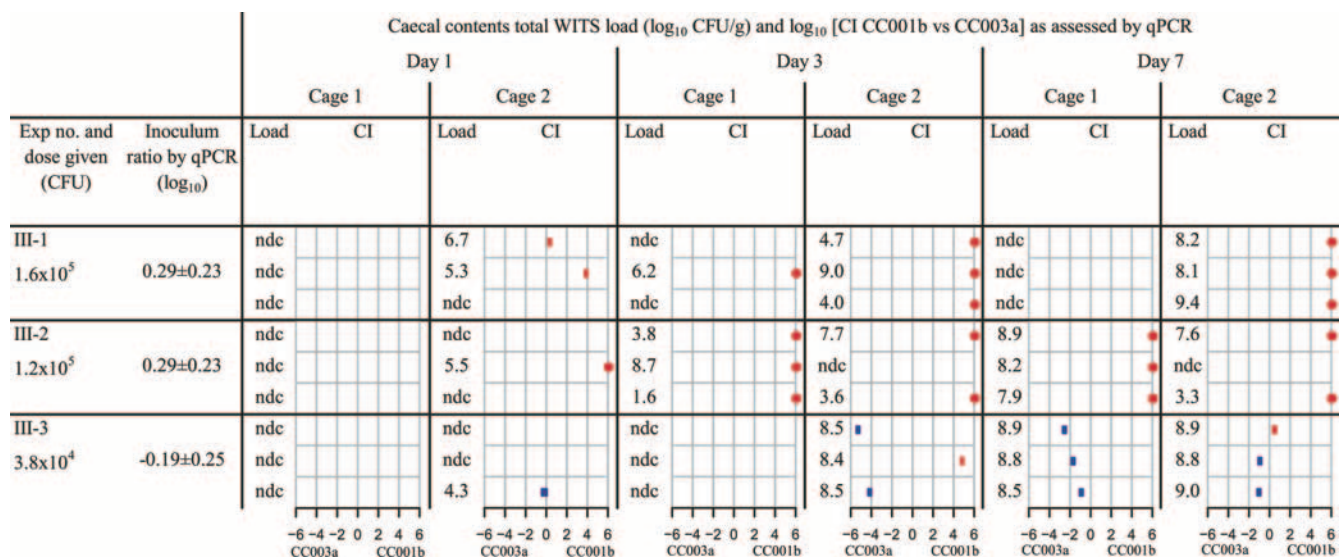 Caecal contents total WITS load (log₁₀ CFU/g) and log₁₀ [CI CC001b vs CC003a] as assessed by qPCR
Day 1 Day 3 Day 7
Cage 1 Cage 2 Cage 1 Cage 2 Cage 1 Cage 2
Exp no. and Inoculum Load CI Load CI Load CI Load CI Load CI Load CI
dose given ratio by qPCR
(CFU) (log₁₀)
III-1 ndc 6.7 ndc 4.7 ndc 8.2
1.6x10⁵ 0.29±0.23 ndc 5.3 6.2 9.0 ndc 8.1
ndc ndc ndc 4.0 ndc 9.4
III-2 ndc ndc 3.8 7.7 8.9 7.6
1.2x10⁵ 0.29±0.23 ndc 5.5 8.7 ndc 8.2 ndc
ndc ndc 1.6 3.6 7.9 3.3
III-3 ndc ndc ndc 8.5 8.9 8.9
3.8x10⁴ -0.19±0.25 ndc ndc ndc 8.4 8.8 8.8
ndc 4.3 ndc 8.5 8.5 9.0
−6 −4 −2 0 2 4 6 −6 −4 −2 0 2 4 6 −6 −4 −2 0 2 4 6 −6 −4 −2 0 2 4 6 −6 −4 −2 0 2 4 6 −6 −4 −2 0 2 4 6
CC003a CC001b CC003a CC001b CC003a CC001b CC003a CC001b CC003a CC001b CC003a CC001b